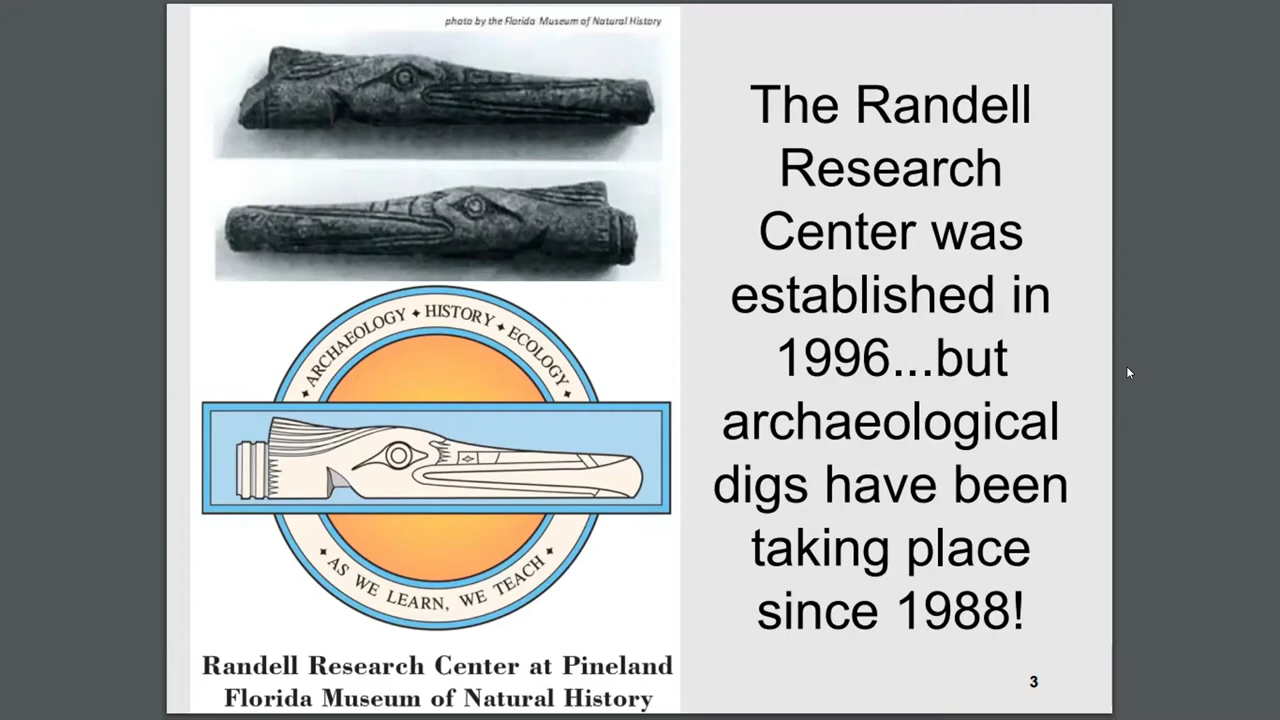 photo by the Florida Museum of Natural History
ARCHAEOLOGY ✦ HISTORY ✦ ECOLOGY
AS WE LEARN, WE TEACH
Randell Research Center at Pineland
Florida Museum of Natural History
The Randell
Research
Center was
established in
1996...but
archaeological
digs have been
taking place
since 1988!
3